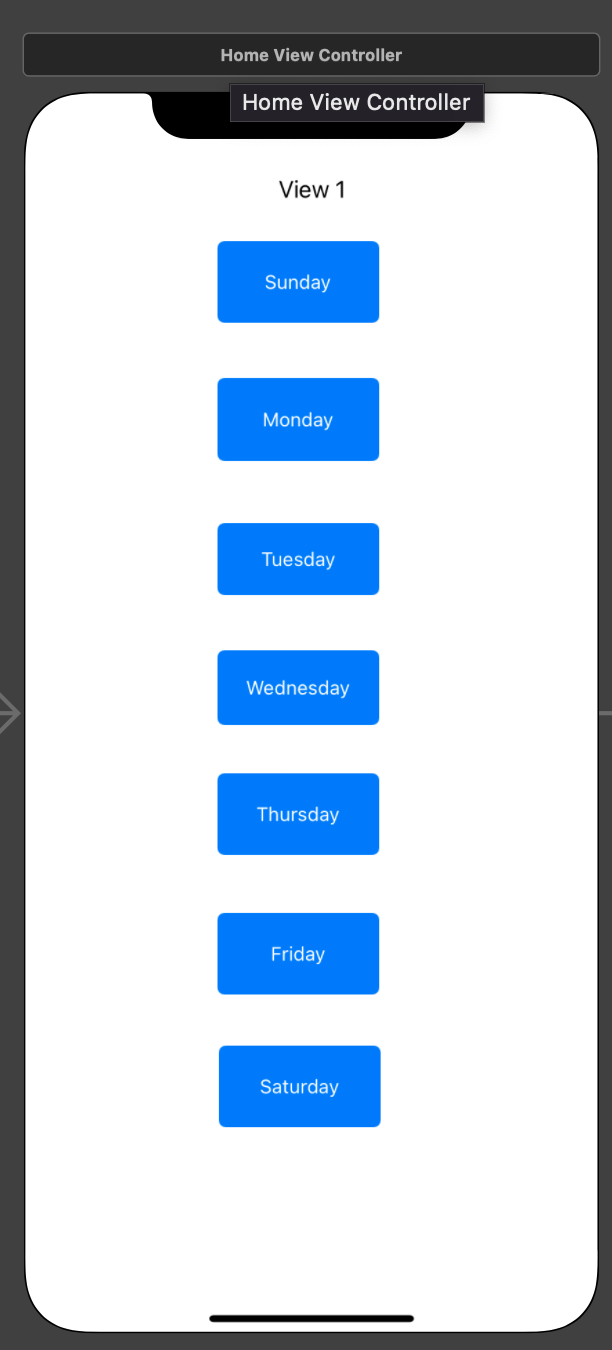 Home View Controller
Home View Controller
View 1
Sunday
Monday
Tuesday
Wednesday
Thursday
Friday
Saturday